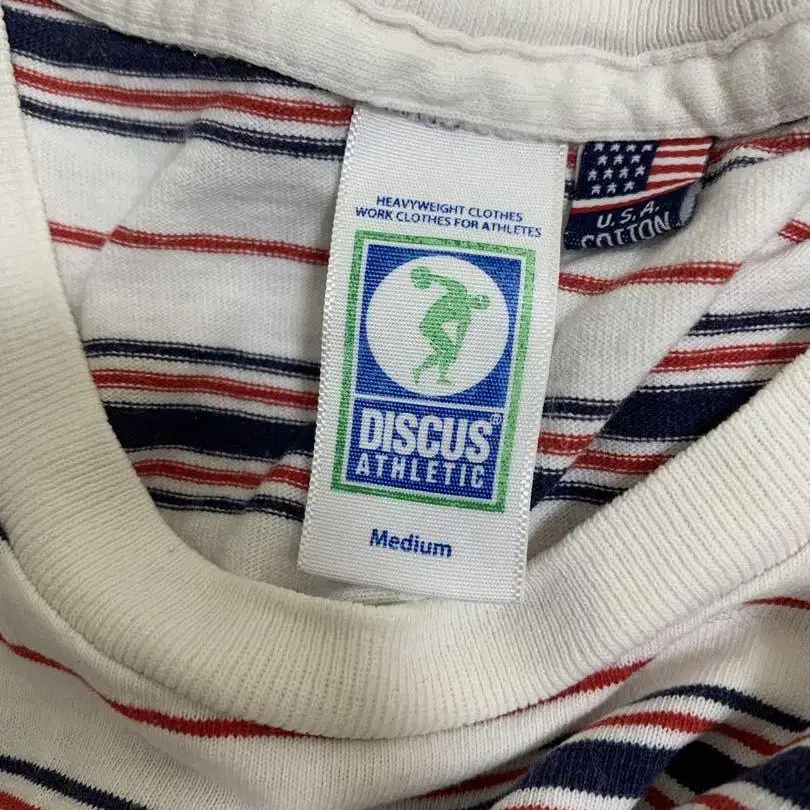 HEAVYWEIGHT CLOTHES
WORK CLOTHES FOR ATHLETES
DISCUS®
ATHLETIC
Medium
U.S.A.
COTTON